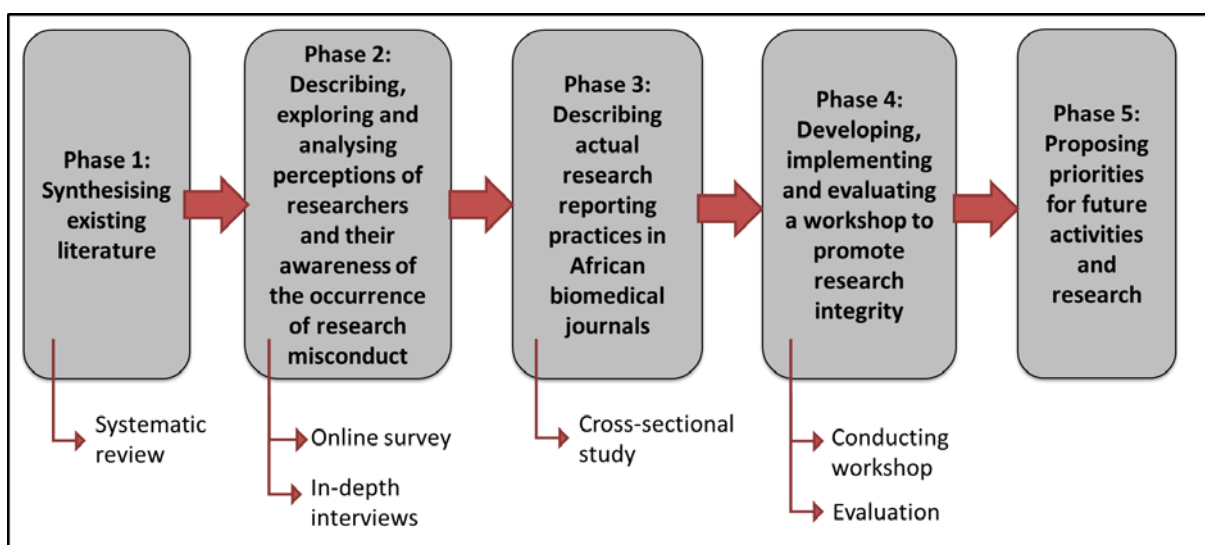 Phase 1:
Synthesising
existing
literature
Phase 2:
Describing,
exploring and
analysing
perceptions of
researchers
and their
awareness of
the occurrence
of research
misconduct
Phase 3:
Describing
actual
research
reporting
practices in
African
biomedical
journals
Phase 4:
Developing,
implementing
and evaluating
a workshop to
promote
research
integrity
Phase 5:
Proposing
priorities
for future
activities
and
research
Systematic
review
Online survey
In-depth
interviews
Cross-sectional
study
Conducting
workshop
Evaluation